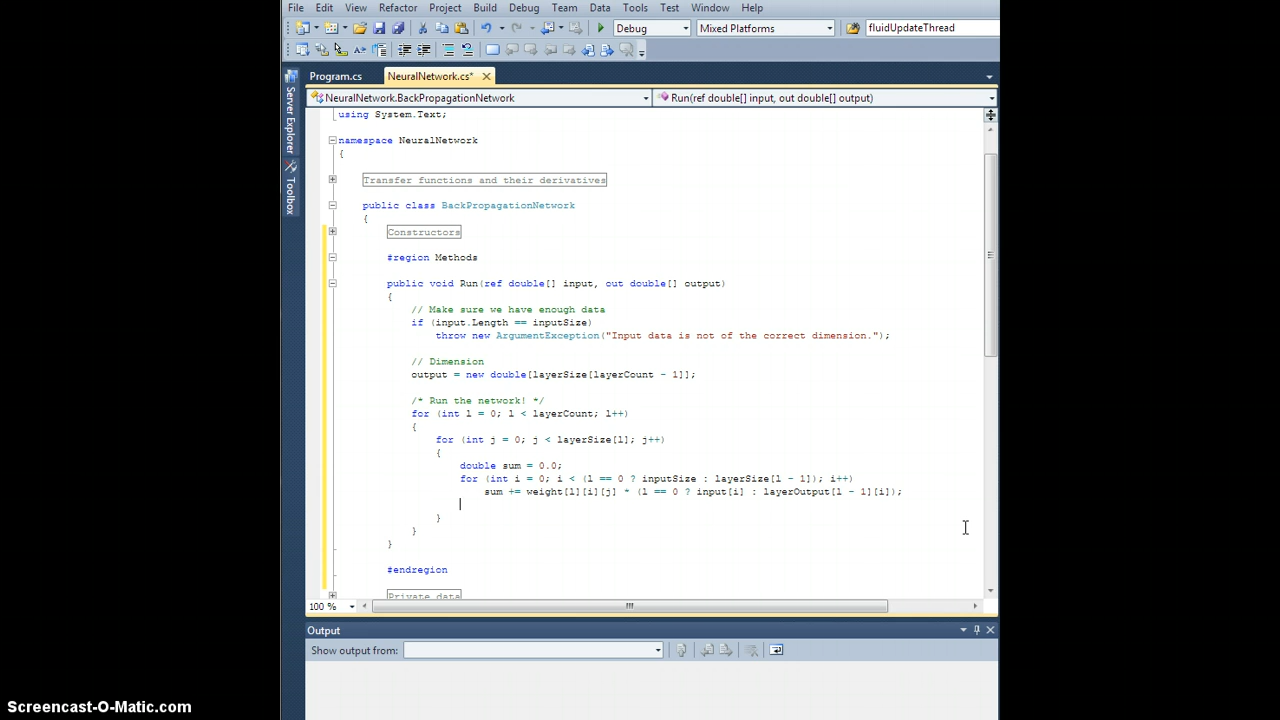 File Edit View Refactor Project Build Debug Team Data Tools Test Window Help
Debug Mixed Platforms fluidUpdateThread
Program.cs NeuralNetwork.cs*
NeuralNetwork.BackPropagationNetwork Run(ref double[] input, out double[] output)
Server Explorer
Toolbox
using System.Text;
namespace NeuralNetwork
{
Transfer functions and their derivatives
public class BackPropagationNetwork
{
Constructors
#region Methods
public void Run(ref double[] input, out double[] output)
{
// Make sure we have enough data
if (input.Length == inputSize)
throw new ArgumentException("Input data is not of the correct dimension.");
// Dimension
output = new double[layerSize[layerCount - 1]];
/* Run the network! */
for (int l = 0; l < layerCount; l++)
{
for (int j = 0; j < layerSize[l]; j++)
{
double sum = 0.0;
for (int i = 0; i < (l == 0 ? inputSize : layerSize[l - 1]); i++)
sum += weight[l][i][j] * (l == 0 ? input[i] : layerOutput[l - 1][i]);
}
}
}
#endregion
Private data
100 %
Output
Show output from:
Screencast-O-Matic.com